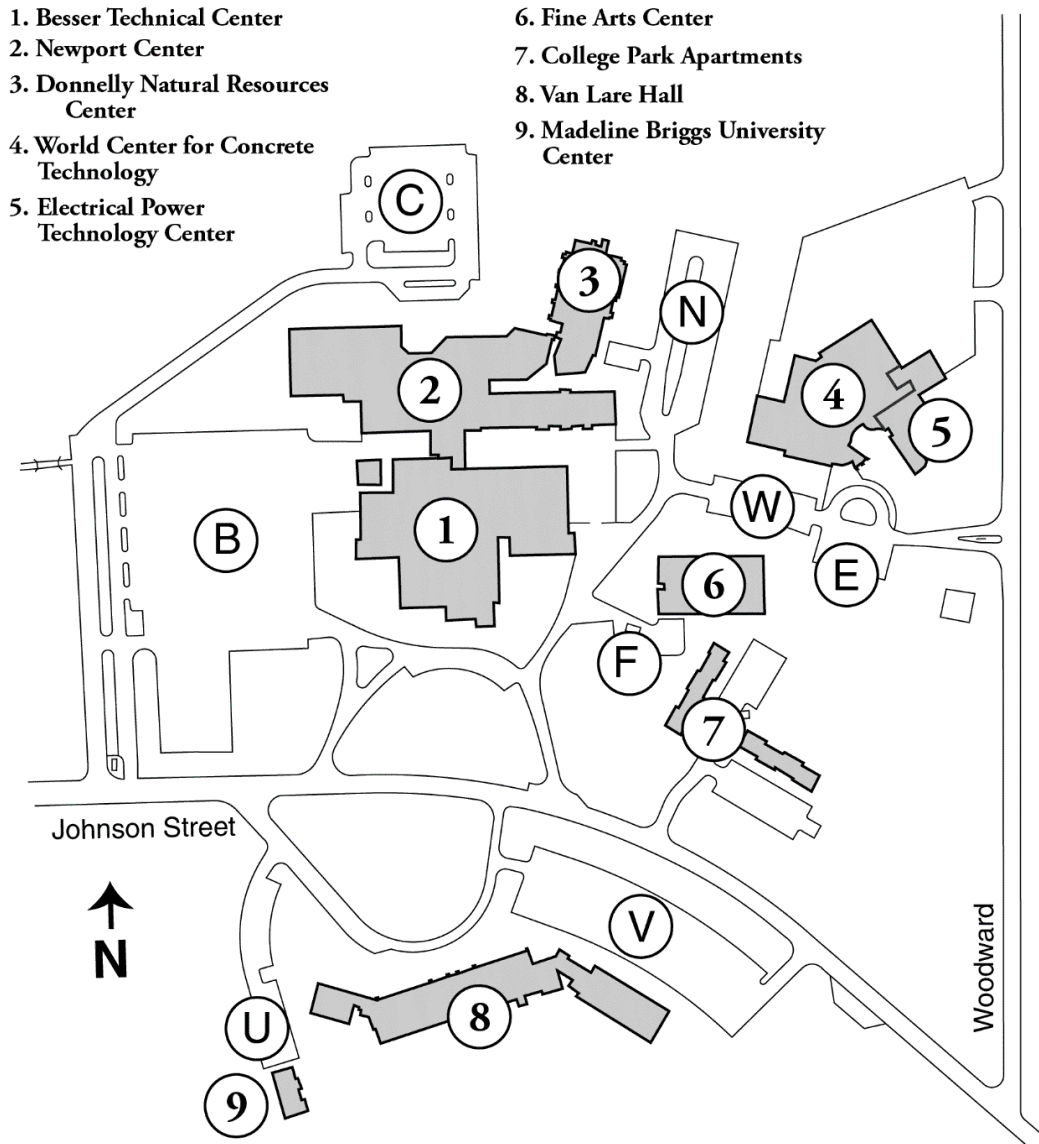 1. Besser Technical Center
2. Newport Center
3. Donnelly Natural Resources
Center
4. World Center for Concrete
Technology
5. Electrical Power
Technology Center
6. Fine Arts Center
7. College Park Apartments
8. Van Lare Hall
9. Madeline Briggs University
Center
C
3
N
2
4
5
W
B
1
E
6
F
7
Johnson Street
V
N
Woodward
8
U
9